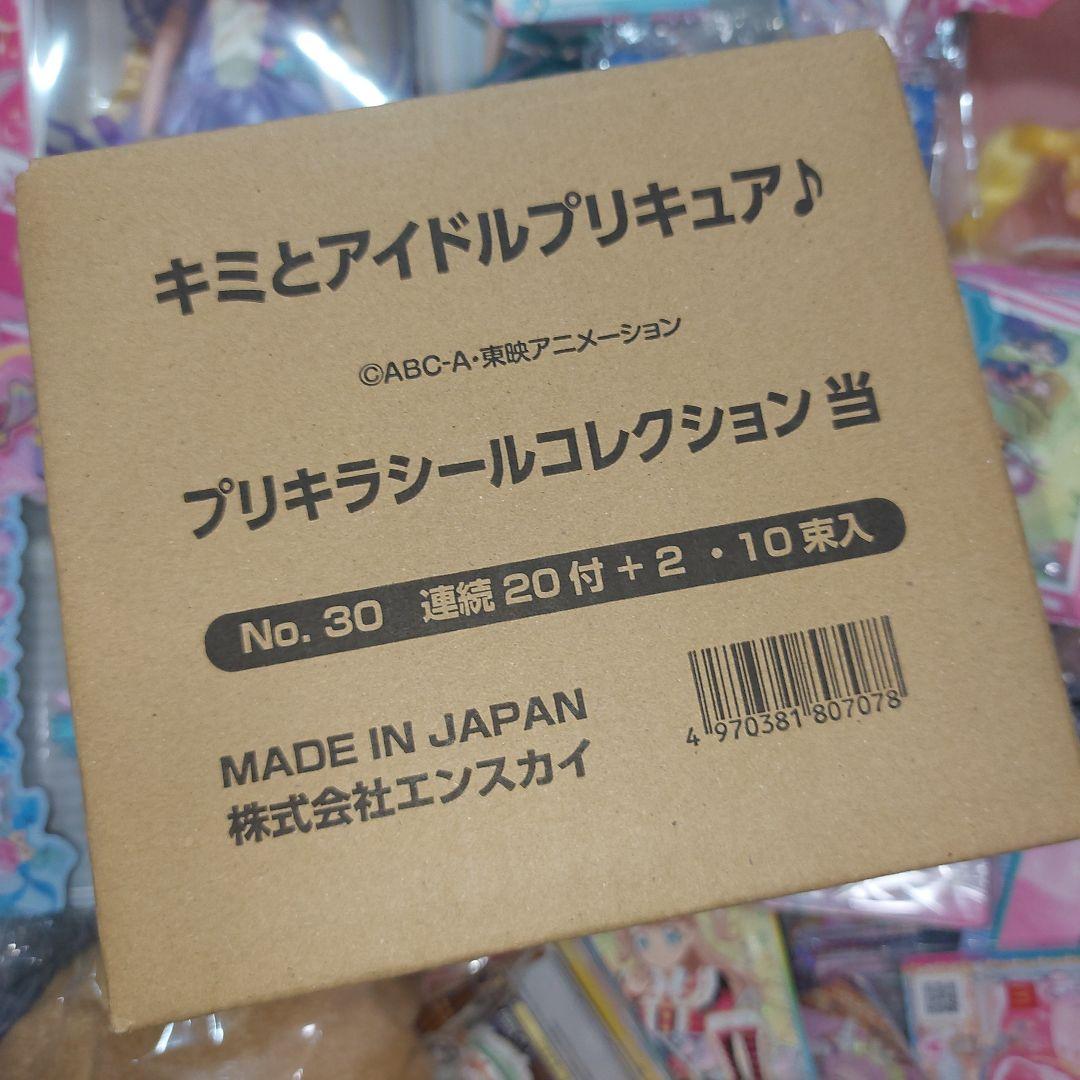 キミとアイドルプリキュア♪
©ABC-A・東映アニメーション
プリキラシールコレクション 当
No. 30 連続 20 付 + 2 ・ 10 束入
MADE IN JAPAN
株式会社エンスカイ
4 970381 807078